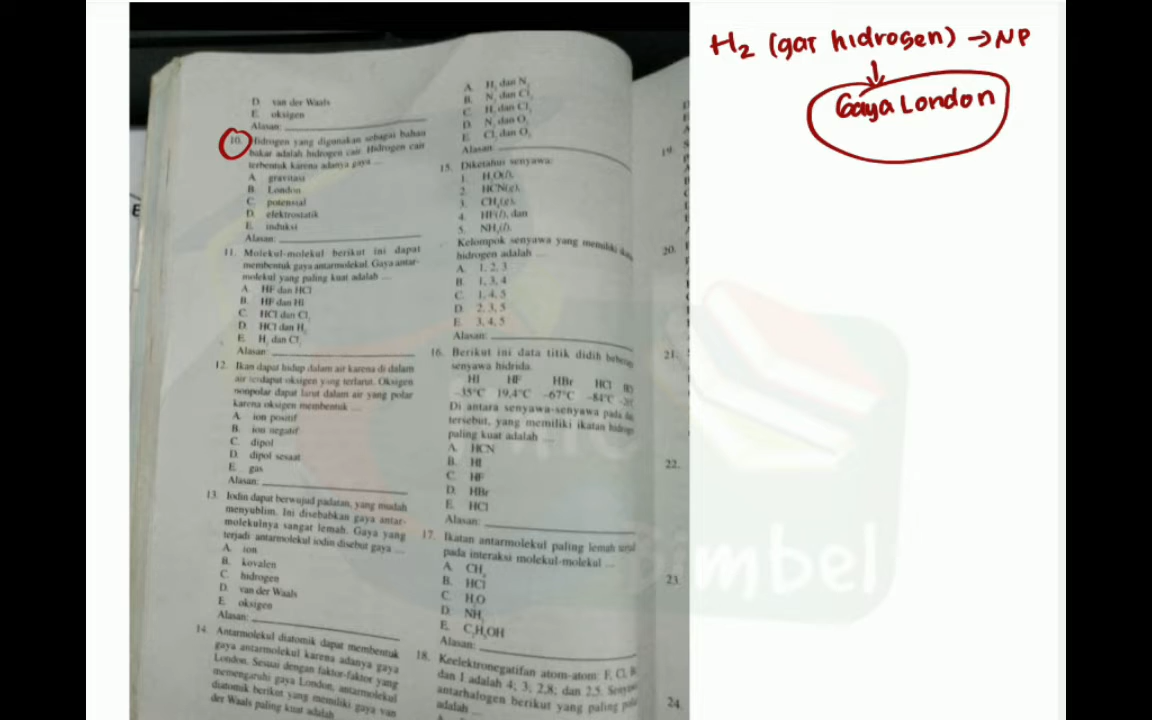 H₂ (gas hidrogen) → NP
Gaya London
D. van der Waals
E. oksigen
Alasan:
10. Hidrogen yang digunakan sebagai bahan
bakar adalah hidrogen cair. Hidrogen cair
terbentuk karena adanya gaya ...
A. gravitasi
B. London
C. potensial
D. elektrostatik
E. induksi
Alasan:
11. Molekul-molekul berikut ini dapat
membentuk gaya antarmolekul. Gaya antar-
molekul yang paling kuat adalah ...
A. HF dan HCl
B. HF dan HI
C. HCl dan Cl₂
D. HCl dan H₂
E. H₂ dan Cl₂
Alasan:
12. Ikan dapat hidup dalam air karena di dalam
air terdapat oksigen yang terlarut. Oksigen
nonpolar dapat larut dalam air yang polar
karena oksigen membentuk ...
A. ion positif
B. ion negatif
C. dipol
D. dipol sesaat
E. gas
Alasan:
13. Iodin dapat berwujud padatan, yang mudah
menyublim. Ini disebabkan gaya antar-
molekulnya sangat lemah. Gaya yang
terjadi antarmolekul iodin disebut gaya ...
A. ion
B. kovalen
C. hidrogen
D. van der Waals
E. oksigen
Alasan:
14. Antarmolekul diatomik dapat membentuk
gaya antarmolekul karena adanya gaya
London. Sesuai dengan faktor-faktor yang
memengaruhi gaya London, antarmolekul
diatomik berikut yang memiliki gaya van
der Waals paling kuat adalah
A. H₂ dan N₂
B. N₂ dan Cl₂
C. H₂ dan Cl₂
D. N₂ dan O₂
E. Cl₂ dan O₂
Alasan:
15. Diketahui senyawa:
1. H₂O(l),
2. HCN(g),
3. CH₄(g),
4. HF(l), dan
5. NH₃(l).
Kelompok senyawa yang memiliki
hidrogen adalah ...
A. 1, 2, 3
B. 1, 3, 4
C. 1, 4, 5
D. 2, 3, 5
E. 3, 4, 5
Alasan:
16. Berikut ini data titik didih beberapa
senyawa hidrida.
HI HF HBr HCl
–35°C 19,4°C –67°C –84°C
Di antara senyawa-senyawa pada
tersebut, yang memiliki ikatan hidrogen
paling kuat adalah ...
A. HCN
B. HI
C. HF
D. HBr
E. HCl
Alasan:
17. Ikatan antarmolekul paling lemah
pada interaksi molekul-molekul ...
A. CH₄
B. HCl
C. H₂O
D. NH₃
E. C₂H₅OH
Alasan:
18. Keelektronegatifan atom-atom: F, Cl, B
dan I adalah 4; 3; 2,8; dan 2,5.
antarhalogen berikut yang paling
adalah ...
19.
20.
21.
22.
23
24.
imbel